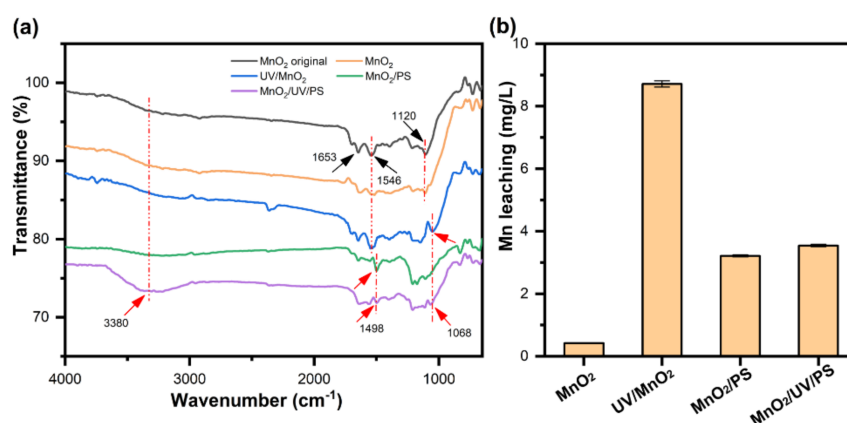 (a)
MnO₂ original
MnO₂
UV/MnO₂
MnO₂/PS
MnO₂/UV/PS
Transmittance (%)
100
90
80
70
1120
1653
1546
3380
1498
1068
4000
3000
2000
1000
Wavenumber (cm⁻¹)
(b)
Mn leaching (mg/L)
10
8
6
4
2
0
MnO₂
UV/MnO₂
MnO₂/PS
MnO₂/UV/PS